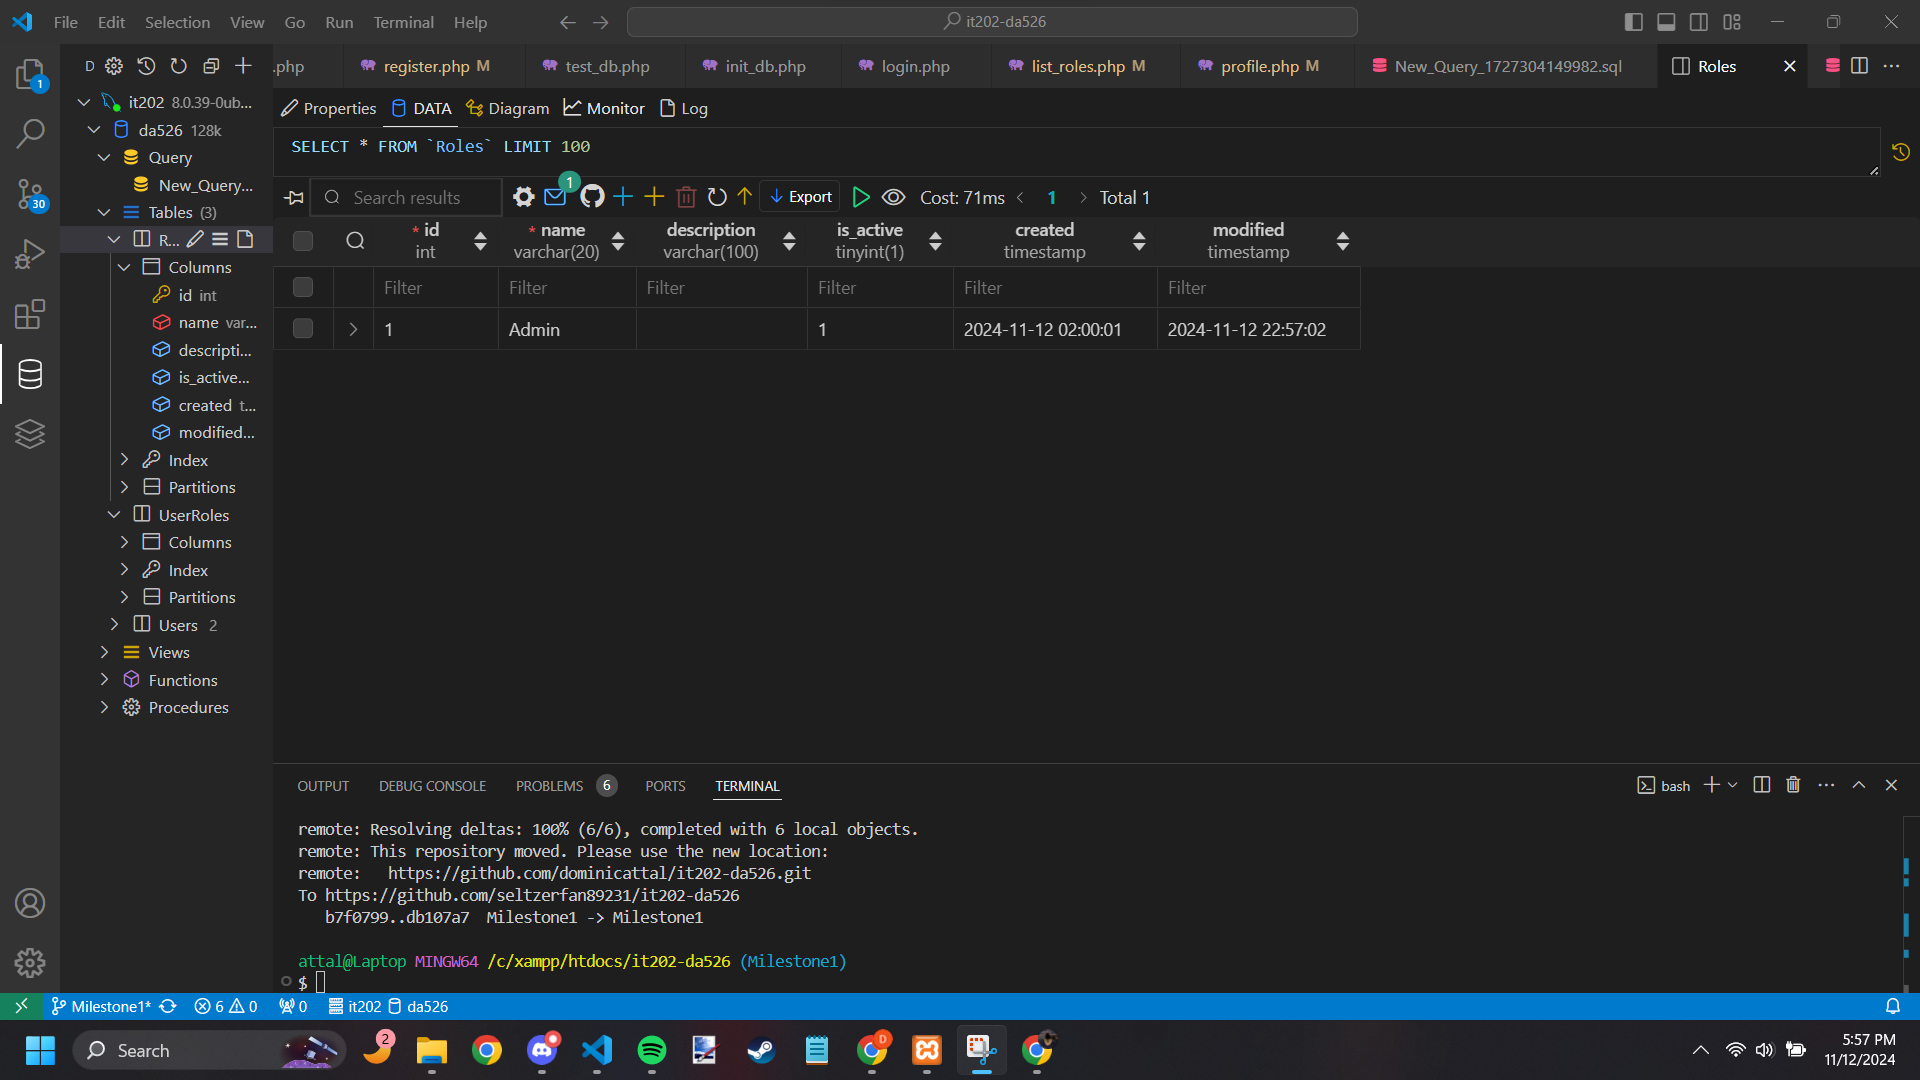 File Edit Selection View Go Run Terminal Help
it202-da526
1
30
D
.php
register.php M
test_db.php
init_db.php
login.php
list_roles.php M
profile.php M
New_Query_1727304149982.sql
Roles
it202 8.0.39-0ub...
da526 128k
Query
New_Query...
Tables (3)
R...
Columns
id int
name var...
descripti...
is_active...
created t...
modified...
Index
Partitions
UserRoles
Columns
Index
Partitions
Users 2
Views
Functions
Procedures
Properties DATA Diagram Monitor Log
SELECT * FROM `Roles` LIMIT 100
Search results 1 Export Cost: 71ms 1 Total 1
* id * name description is_active created modified
int varchar(20) varchar(100) tinyint(1) timestamp timestamp
Filter Filter Filter Filter Filter Filter
1 Admin 1 2024-11-12 02:00:01 2024-11-12 22:57:02
OUTPUT DEBUG CONSOLE PROBLEMS 6 PORTS TERMINAL
bash
remote: Resolving deltas: 100% (6/6), completed with 6 local objects.
remote: This repository moved. Please use the new location:
remote:   https://github.com/dominicattal/it202-da526.git
To https://github.com/seltzerfan89231/it202-da526
b7f0799..db107a7  Milestone1 -> Milestone1
attal@Laptop MINGW64 /c/xampp/htdocs/it202-da526 (Milestone1)
$
Milestone1* 6 0 0 it202 da526
Search
2
D
5:57 PM
11/12/2024